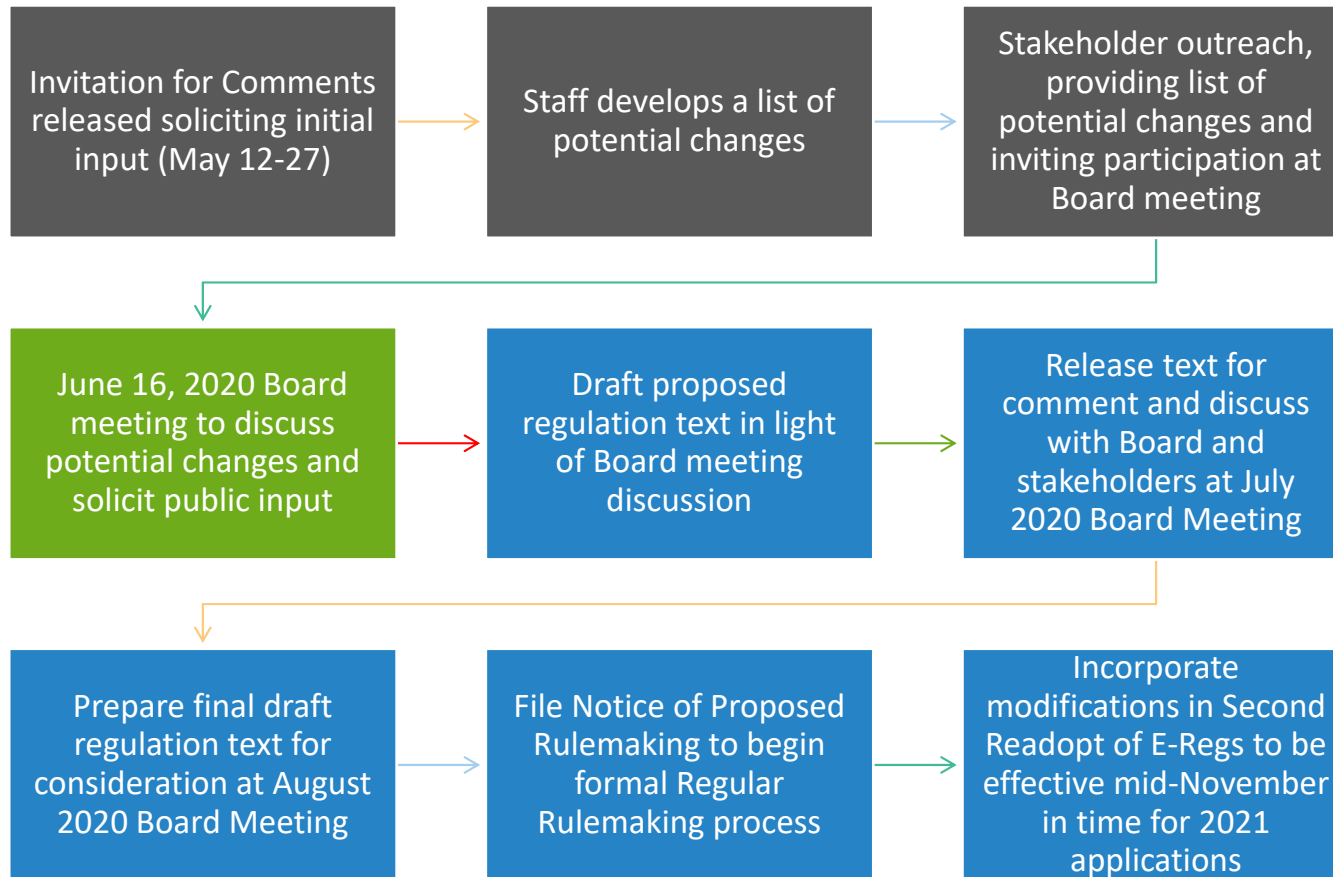 Invitation for Comments
released soliciting initial
input (May 12-27)
Staff develops a list of
potential changes
Stakeholder outreach,
providing list of
potential changes and
inviting participation at
Board meeting
June 16, 2020 Board
meeting to discuss
potential changes and
solicit public input
Draft proposed
regulation text in light
of Board meeting
discussion
Release text for
comment and discuss
with Board and
stakeholders at July
2020 Board Meeting
Prepare final draft
regulation text for
consideration at August
2020 Board Meeting
File Notice of Proposed
Rulemaking to begin
formal Regular
Rulemaking process
Incorporate
modifications in Second
Readopt of E-Regs to be
effective mid-November
in time for 2021
applications